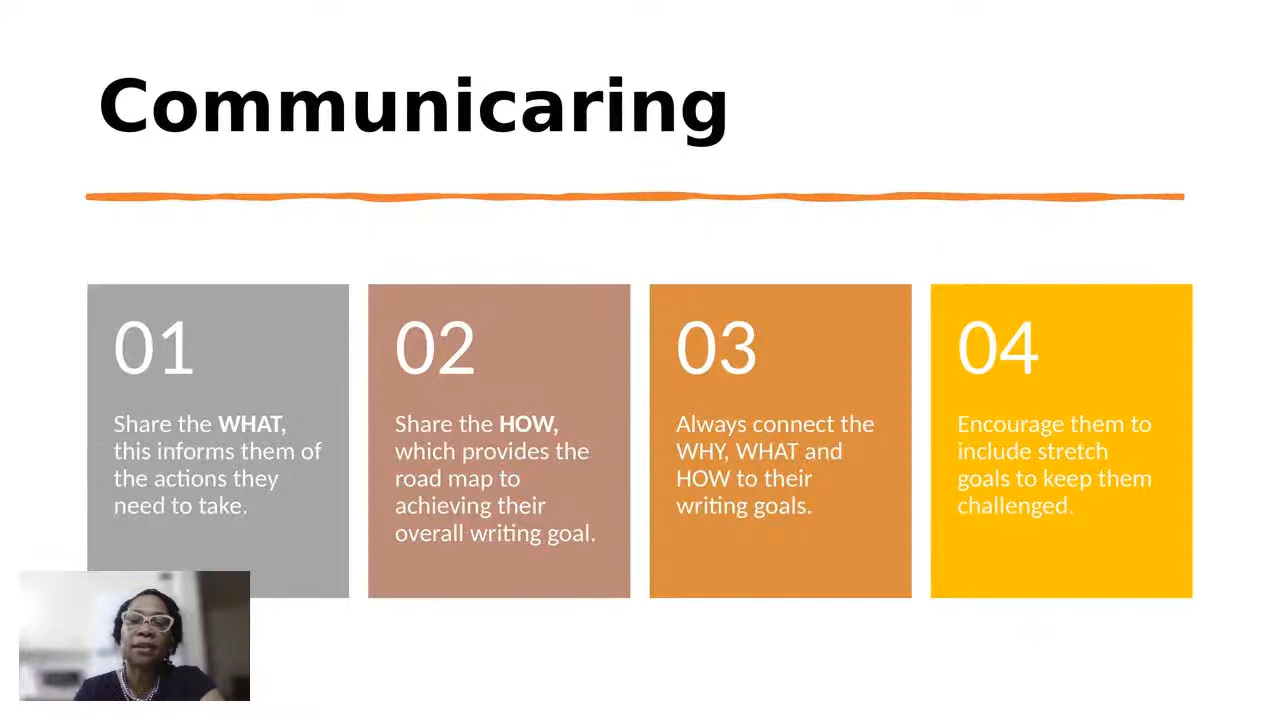 Communicaring
01
Share the WHAT,
this informs them of
the actions they
need to take.
02
Share the HOW,
which provides the
road map to
achieving their
overall writing goal.
03
Always connect the
WHY, WHAT and
HOW to their
writing goals.
04
Encourage them to
include stretch
goals to keep them
challenged.